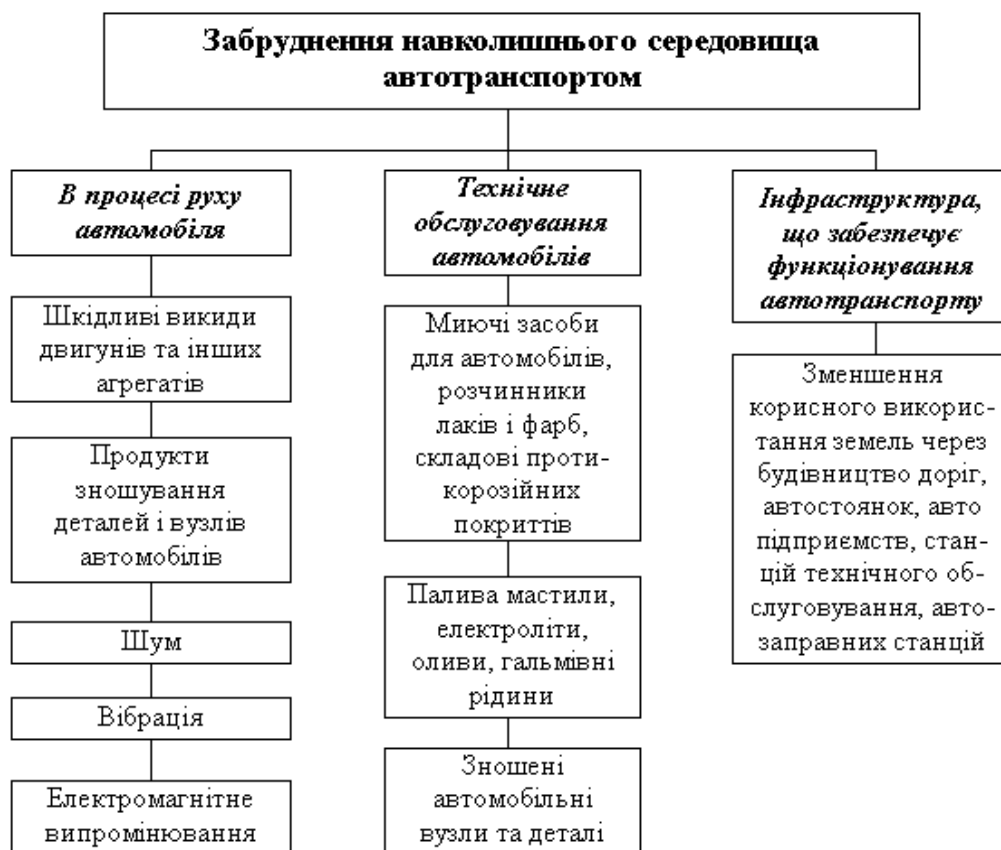 Забруднення навколишнього середовища
автотранспортом
В процесі руху
автомобіля
Шкідливі викиди
двигунів та інших
агрегатів
Продукти
зношування
деталей і вузлів
автомобілів
Шум
Вібрація
Електромагнітне
випромінювання
Технічне
обслуговування
автомобілів
Миючі засоби
для автомобілів,
розчинники
лаків і фарб,
складові проти-
корозійних
покриттів
Палива мастили,
електроліти,
оливи, гальмівні
рідини
Зношені
автомобільні
вузли та деталі
Інфраструктура,
що забезпечує
функціонування
автотранспорту
Зменшення
корисного викорис-
тання земель через
будівництво доріг,
автостоянок, авто
підприємств, стан-
цій технічного об-
слуговування, авто-
заправних станцій